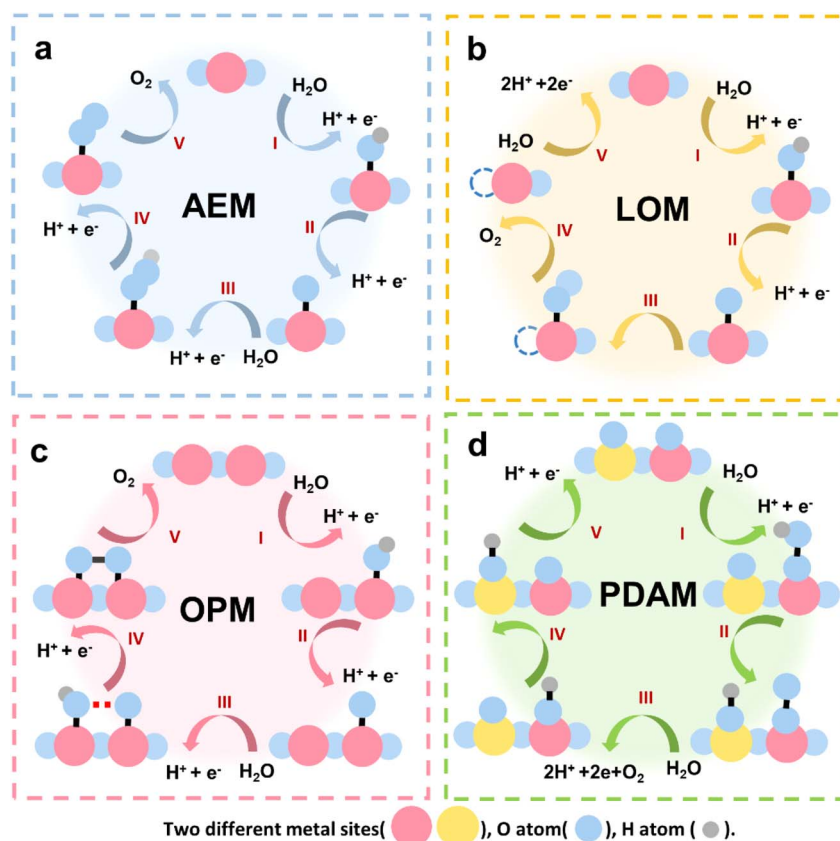 a
O₂
H₂O
H⁺ + e⁻
I
V
AEM
II
IV
H⁺ + e⁻
H⁺ + e⁻
III
H⁺ + e⁻
H₂O
b
2H⁺ +2e⁻
H₂O
H⁺ + e⁻
H₂O
I
V
LOM
II
IV
O₂
H⁺ + e⁻
III
c
O₂
H₂O
H⁺ + e⁻
V
I
OPM
IV
II
H⁺ + e⁻
H⁺ + e⁻
III
H⁺ + e⁻
H₂O
d
H⁺ + e⁻
H₂O
H⁺ + e⁻
V
I
PDAM
IV
II
III
2H⁺ +2e+O₂
H₂O
Two different metal sites( ), O atom( ), H atom ( ).